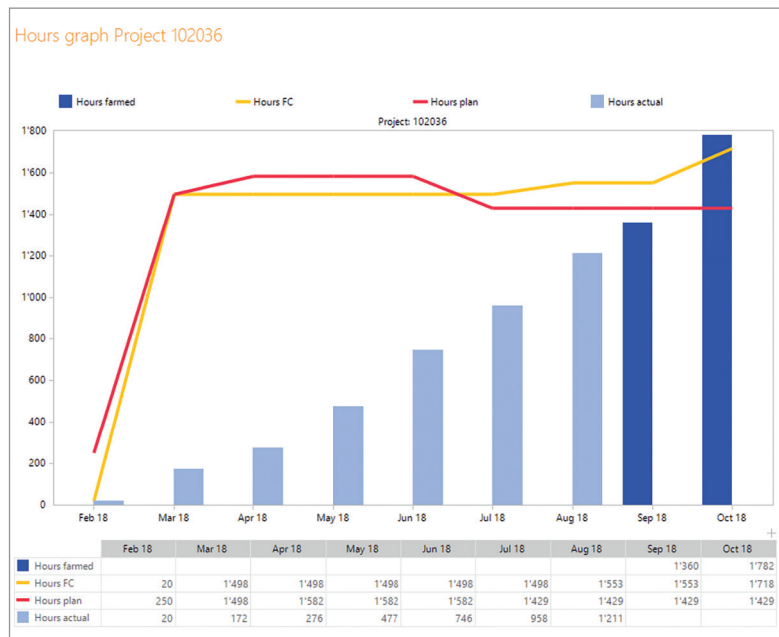 Hours graph Project 102036
Hours farmed Hours FC Hours plan Hours actual
Project: 102036
1'800
1'600
1'400
1'200
1'000
800
600
400
200
0
Feb 18 Mar 18 Apr 18 May 18 Jun 18 Jul 18 Aug 18 Sep 18 Oct 18
Feb 18 Mar 18 Apr 18 May 18 Jun 18 Jul 18 Aug 18 Sep 18 Oct 18
Hours farmed 1'360 1'782
Hours FC 20 1'498 1'498 1'498 1'498 1'498 1'553 1'553 1'718
Hours plan 250 1'498 1'582 1'582 1'582 1'429 1'429 1'429 1'429
Hours actual 20 172 276 477 746 958 1'211